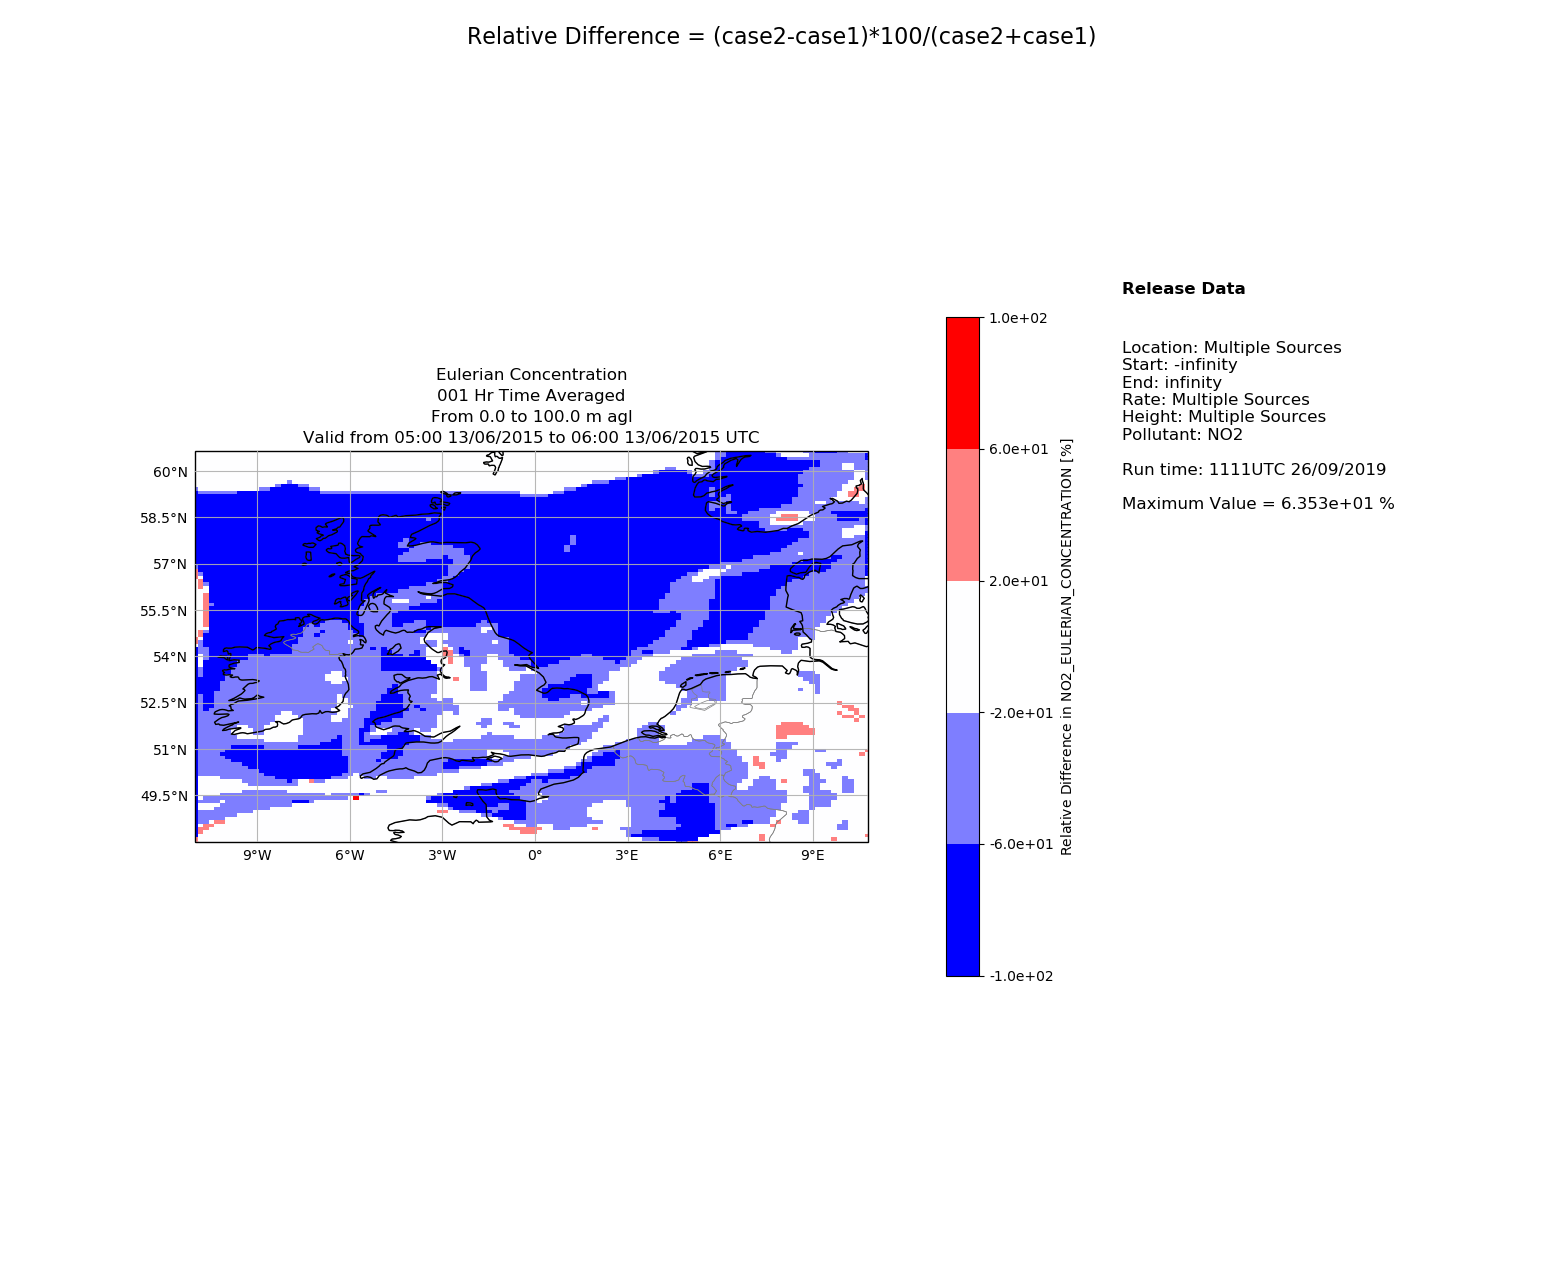 Relative Difference = (case2-case1)*100/(case2+case1)
Eulerian Concentration
001 Hr Time Averaged
From 0.0 to 100.0 m agl
Valid from 05:00 13/06/2015 to 06:00 13/06/2015 UTC
60°N
58.5°N
57°N
55.5°N
54°N
52.5°N
51°N
49.5°N
9°W
6°W
3°W
0°
3°E
6°E
9°E
1.0e+02
6.0e+01
2.0e+01
-2.0e+01
-6.0e+01
-1.0e+02
Relative Difference in NO2_EULERIAN_CONCENTRATION [%]
Release Data
Location: Multiple Sources
Start: -infinity
End: infinity
Rate: Multiple Sources
Height: Multiple Sources
Pollutant: NO2
Run time: 1111UTC 26/09/2019
Maximum Value = 6.353e+01 %